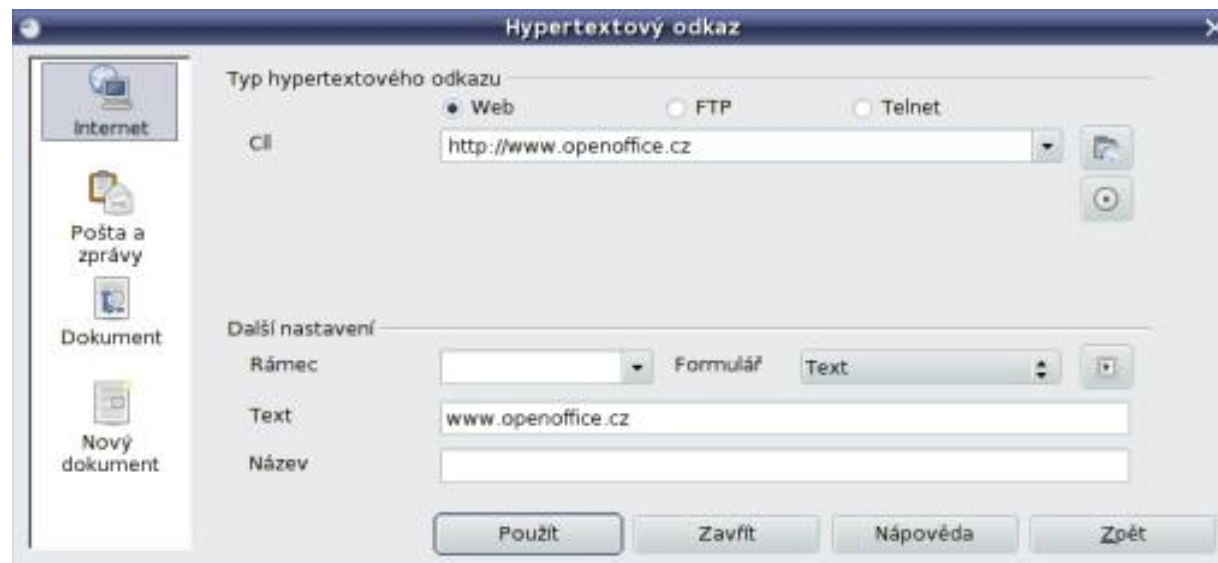 Hypertextový odkaz
Internet
Pošta a
zprávy
Dokument
Nový
dokument
Typ hypertextového odkazu
Web FTP Telnet
Cíl http://www.openoffice.cz
Další nastavení
Rámec Formulář Text
Text www.openoffice.cz
Název
Použít Zavřít Nápověda Zpět